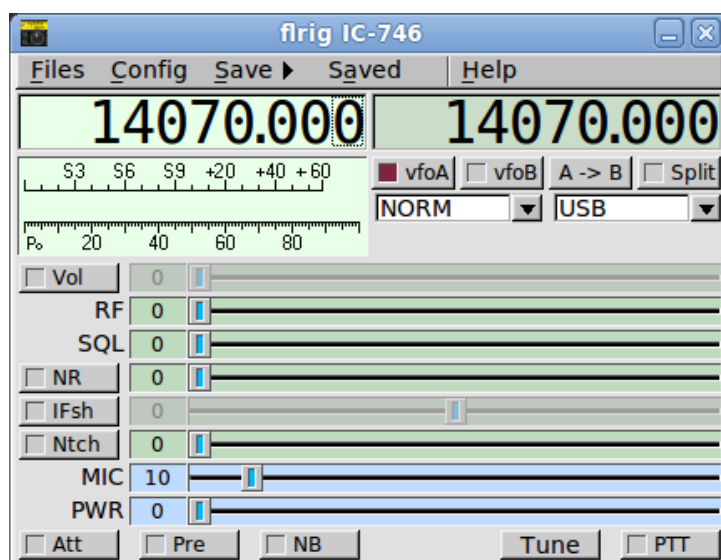 flrig IC-746
Files Config Save Saved Help
14070.000 14070.000
S3 S6 S9 +20 +40 +60
vfoA vfoB A -> B Split
NORM USB
Po 20 40 60 80
Vol 0
RF 0
SQL 0
NR 0
IFsh 0
Ntch 0
MIC 10
PWR 0
Att Pre NB Tune PTT